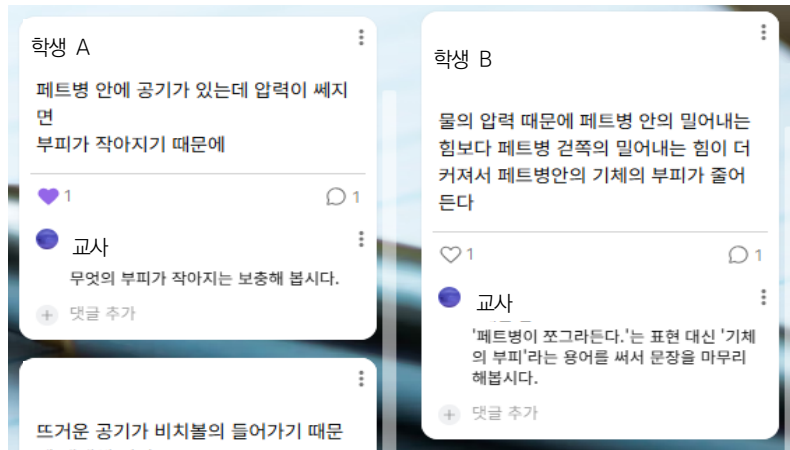 학생 A
페트병 안에 공기가 있는데 압력이 쎄지
면
부피가 작아지기 때문에
1
1
교사
무엇의 부피가 작아지는 보충해 봅시다.
+ 댓글 추가
뜨거운 공기가 비치볼의 들어가기 때문
학생 B
물의 압력 때문에 페트병 안의 밀어내는
힘보다 페트병 겉쪽의 밀어내는 힘이 더
커져서 페트병안의 기체의 부피가 줄어
든다
1
1
교사
'페트병이 쪼그라든다.'는 표현 대신 '기체
의 부피'라는 용어를 써서 문장을 마무리
해봅시다.
+ 댓글 추가